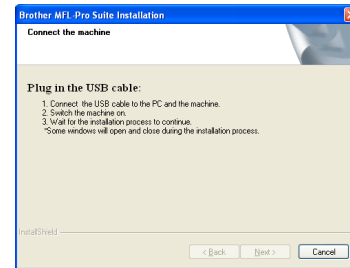 Brother MFL-Pro Suite Installation
Connect the machine
Plug in the USB cable:
1. Connect the USB cable to the PC and the machine.
2. Switch the machine on.
3. Wait for the installation process to continue.
*Some windows will open and close during the installation process.
InstallShield
< Back
Next >
Cancel